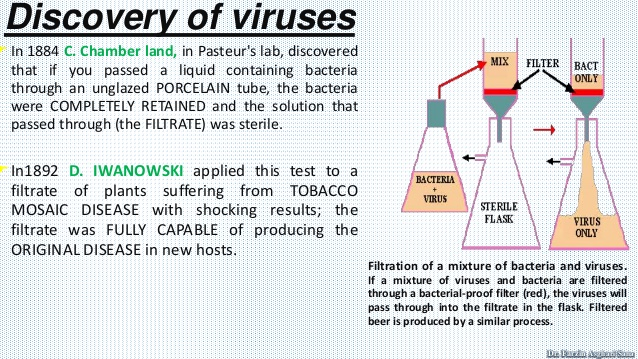 Discovery of viruses
In 1884 C. Chamber land, in Pasteur's lab, discovered
that if you passed a liquid containing bacteria
through an unglazed PORCELAIN tube, the bacteria
were COMPLETELY RETAINED and the solution that
passed through (the FILTRATE) was sterile.
In1892 D. IWANOWSKI applied this test to a
filtrate of plants suffering from TOBACCO
MOSAIC DISEASE with shocking results; the
filtrate was FULLY CAPABLE of producing the
ORIGINAL DISEASE in new hosts.
MIX
FILTER
BACT
ONLY
BACTERIA
+
VIRUS
STERILE
FLASK
VIRUS
ONLY
Filtration of a mixture of bacteria and viruses.
If a mixture of viruses and bacteria are filtered
through a bacterial-proof filter (red), the viruses will
pass through into the filtrate in the flask. Filtered
beer is produced by a similar process.
Dr. Farzin Asghari Sana